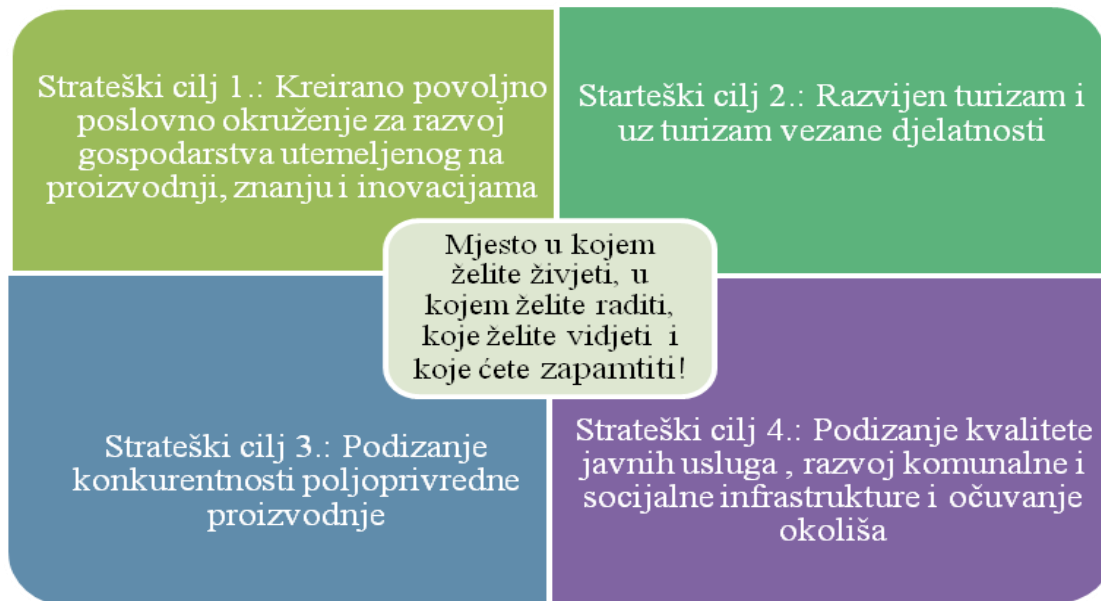 Strateški cilj 1.: Kreirano povoljno
poslovno okruženje za razvoj
gospodarstva utemeljenog na
proizvodnji, znanju i inovacijama
Starteški cilj 2.: Razvijen turizam i
uz turizam vezane djelatnosti
Mjesto u kojem
želite živjeti, u
kojem želite raditi,
koje želite vidjeti i
koje ćete zapamtiti!
Strateški cilj 3.: Podizanje
konkurentnosti poljoprivredne
proizvodnje
Strateški cilj 4.: Podizanje kvalitete
javnih usluga , razvoj komunalne i
socijalne infrastrukture i očuvanje
okoliša